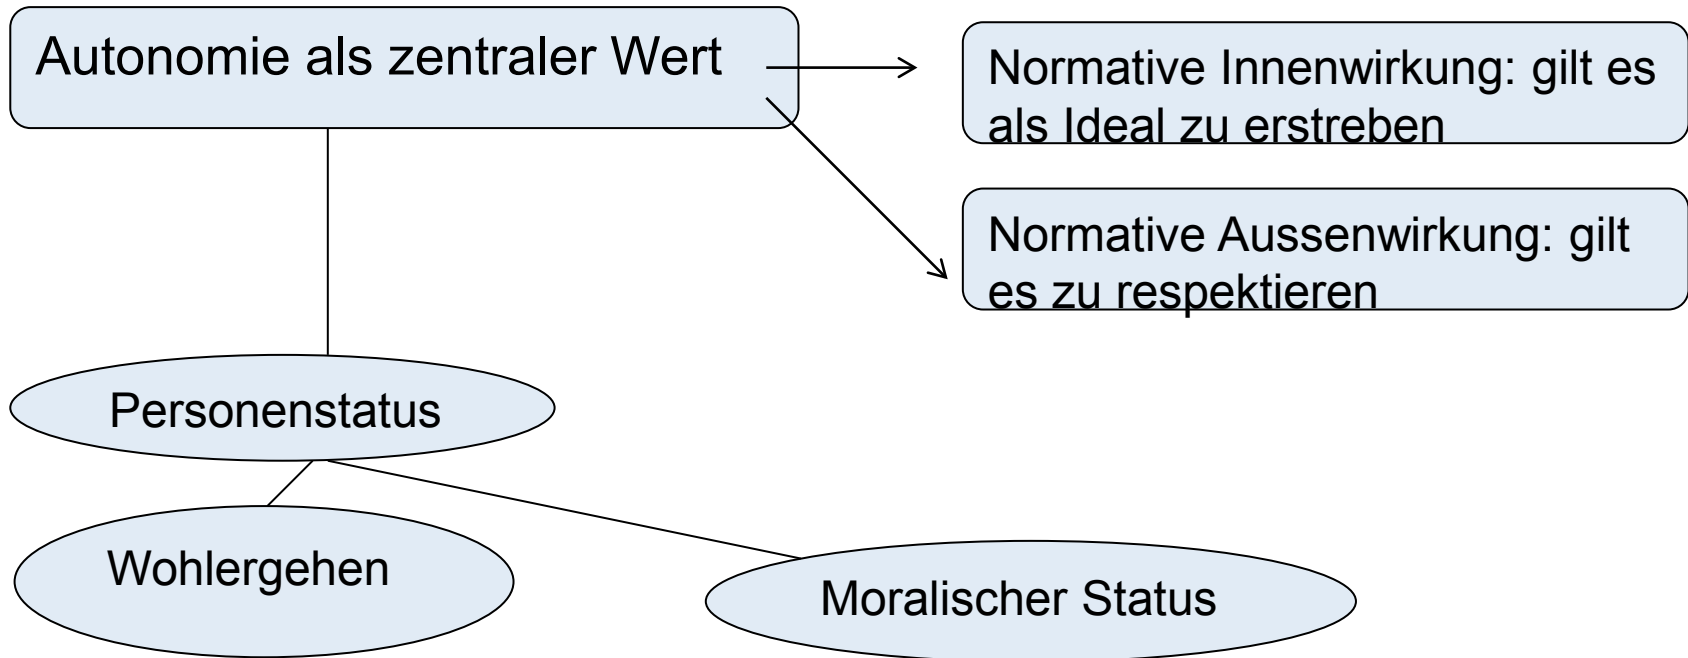 Autonomie als zentraler Wert
Normative Innenwirkung: gilt es
als Ideal zu erstreben
Normative Aussenwirkung: gilt
es zu respektieren
Personenstatus
Wohlergehen
Moralischer Status